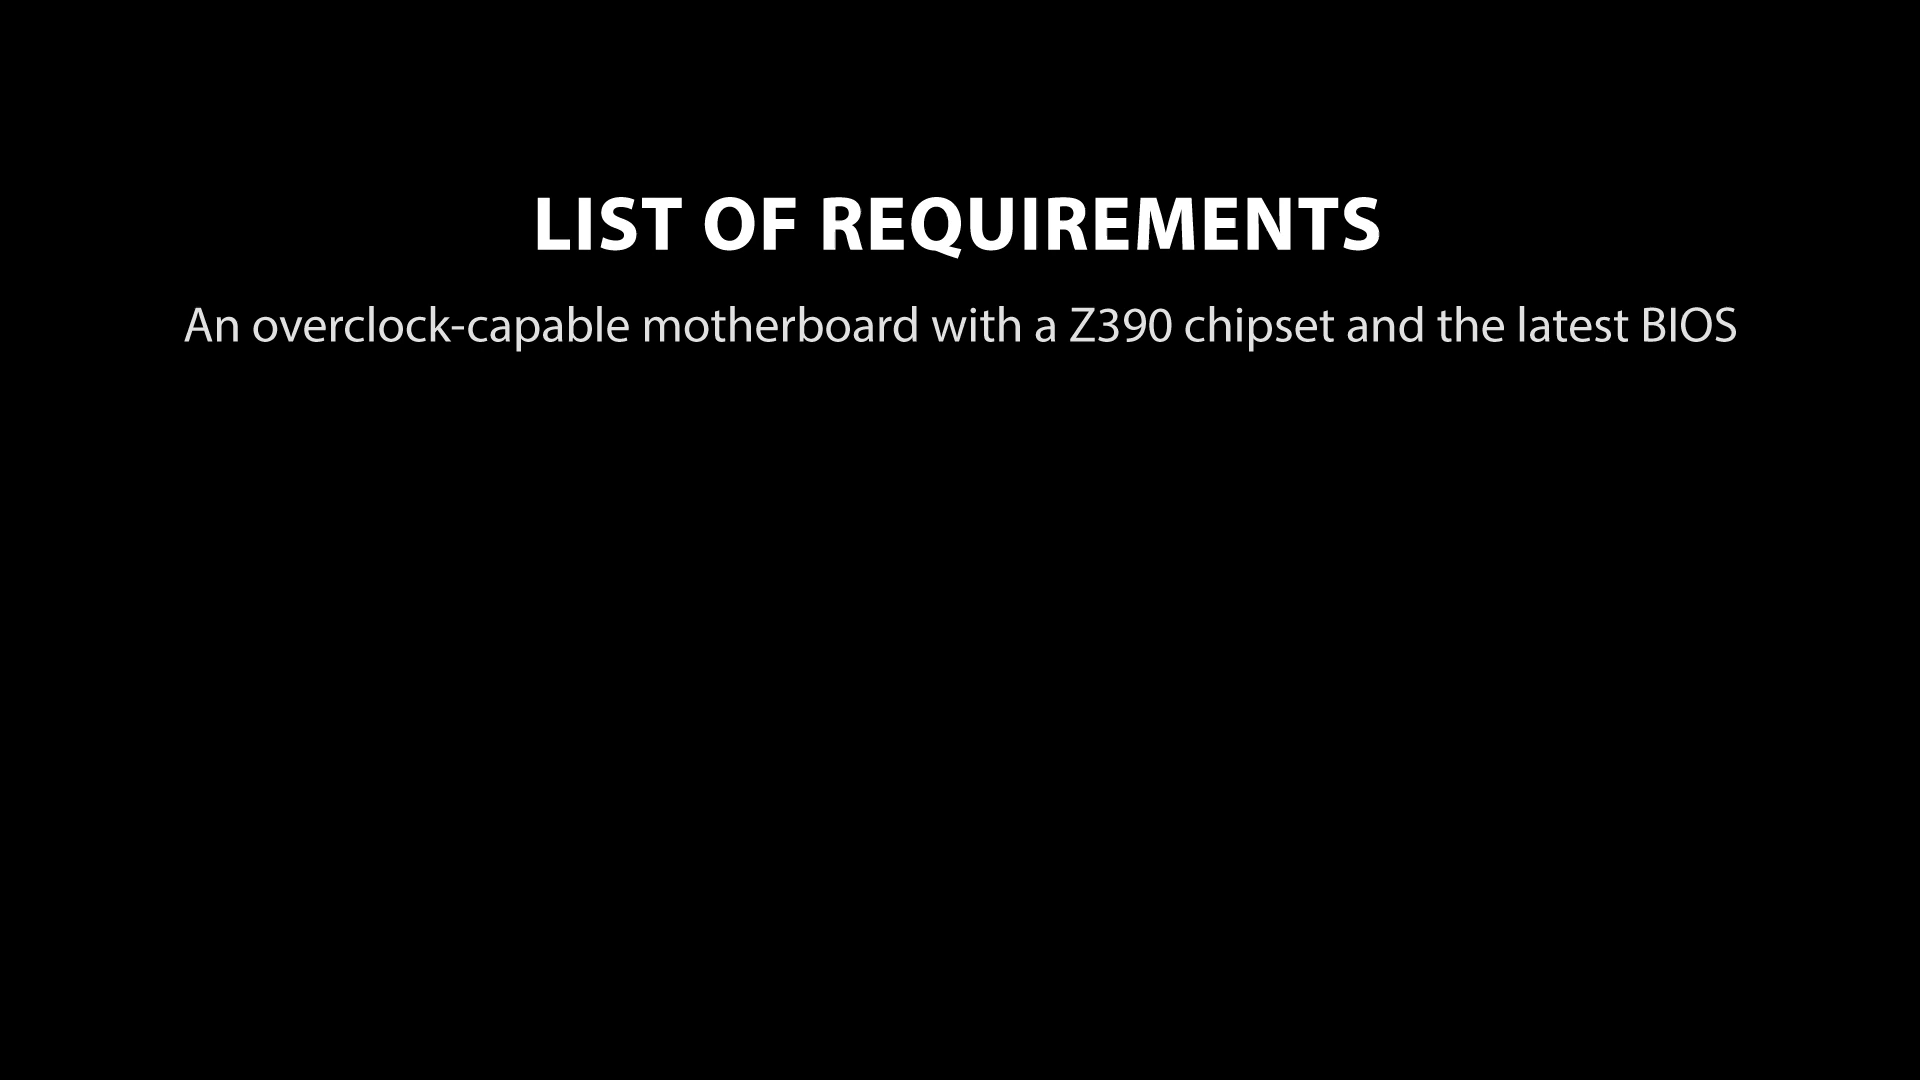 LIST OF REQUIREMENTS
An overclock-capable motherboard with a Z390 chipset and the latest BIOS